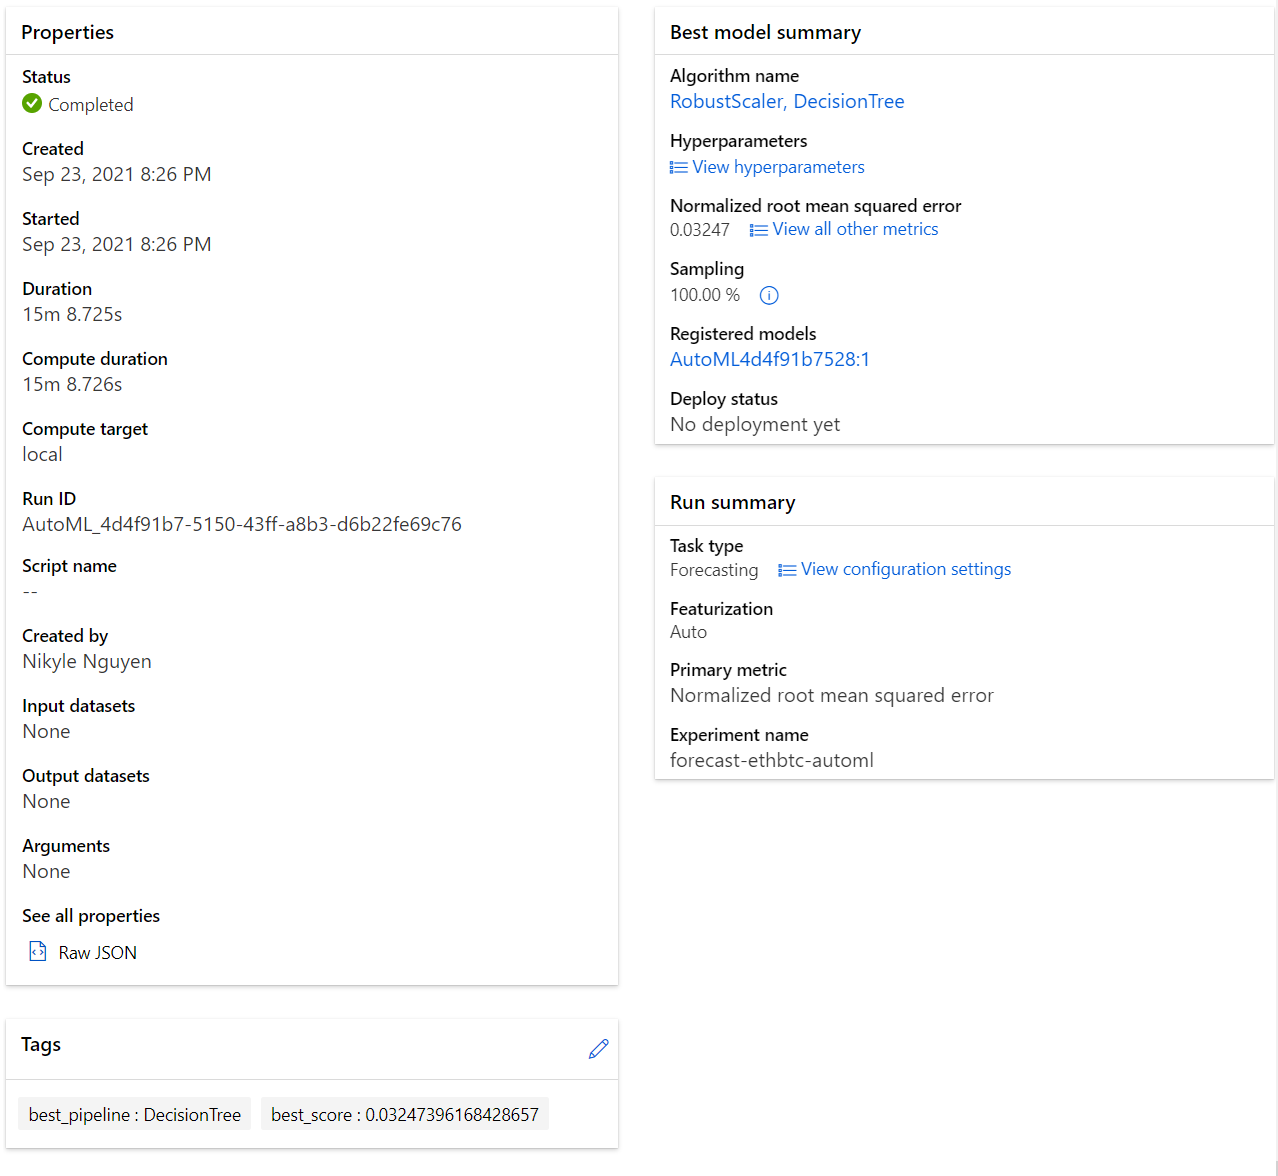 Properties
Status
Completed
Created
Sep 23, 2021 8:26 PM
Started
Sep 23, 2021 8:26 PM
Duration
15m 8.725s
Compute duration
15m 8.726s
Compute target
local
Run ID
AutoML_4d4f91b7-5150-43ff-a8b3-d6b22fe69c76
Script name
--
Created by
Nikyle Nguyen
Input datasets
None
Output datasets
None
Arguments
None
See all properties
Raw JSON
Tags
best_pipeline : DecisionTree best_score : 0.03247396168428657
Best model summary
Algorithm name
RobustScaler, DecisionTree
Hyperparameters
View hyperparameters
Normalized root mean squared error
0.03247 View all other metrics
Sampling
100.00 %
Registered models
AutoML4d4f91b7528:1
Deploy status
No deployment yet
Run summary
Task type
Forecasting View configuration settings
Featurization
Auto
Primary metric
Normalized root mean squared error
Experiment name
forecast-ethbtc-automl